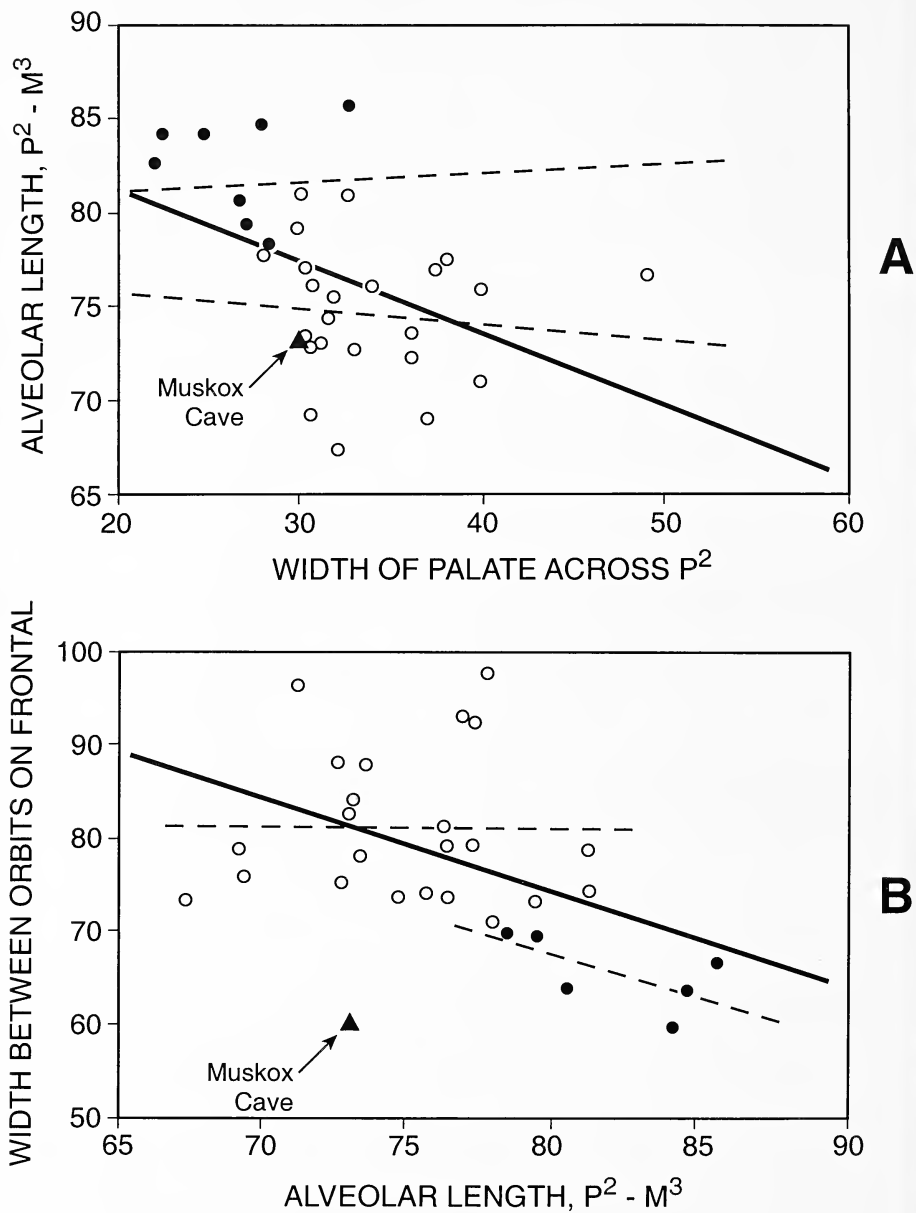 90
85
80
75
70
65
20 30 40 50 60
ALVEOLAR LENGTH, P² - M³
WIDTH OF PALATE ACROSS P²
Muskox
Cave
A
100
90
80
70
60
50
65 70 75 80 85 90
WIDTH BETWEEN ORBITS ON FRONTAL
ALVEOLAR LENGTH, P² - M³
Muskox
Cave
B